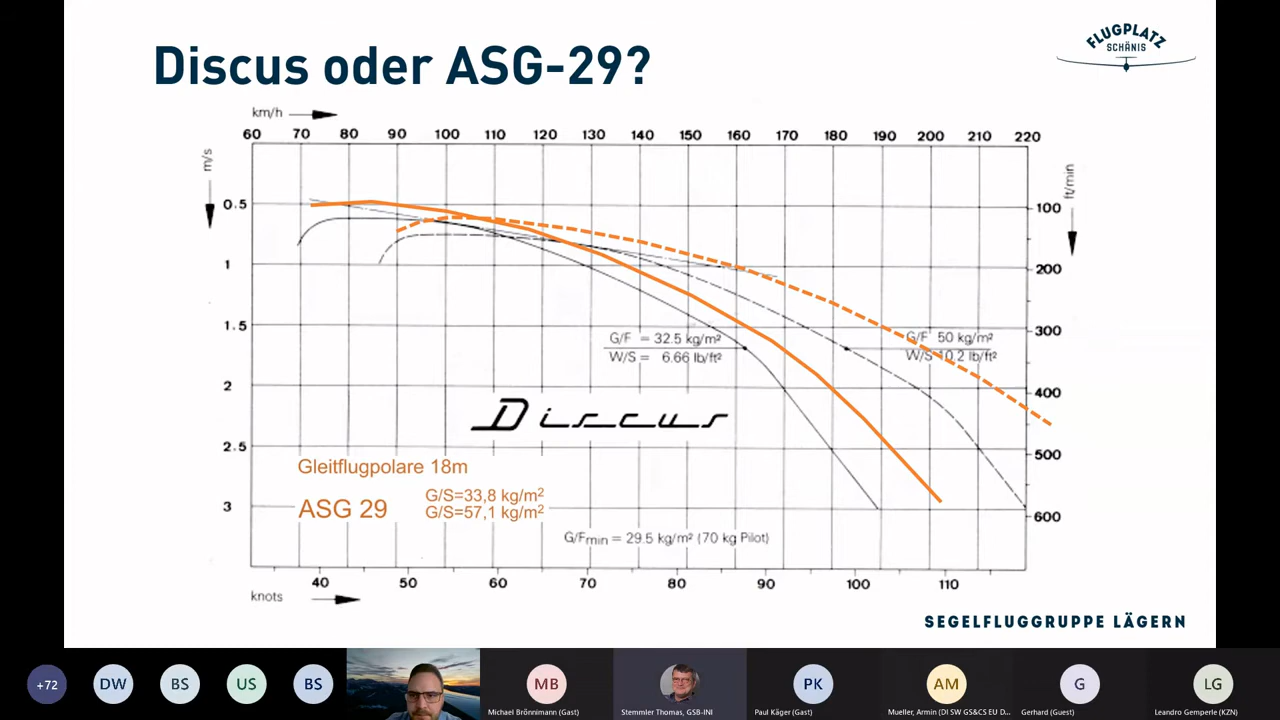 Discus oder ASG-29?
FLUGPLATZ
SCHÄNIS
km/h
60 70 80 90 100 110 120 130 140 150 160 170 180 190 200 210 220
m/s
ft/min
0.5
1
1.5
2
2.5
3
100
200
300
400
500
600
G/F = 32.5 kg/m²
W/S = 6.66 lb/ft²
G/F 50 kg/m²
W/S 10.2 lb/ft²
Discus
Gleitflugpolare 18m
ASG 29
G/S=33,8 kg/m²
G/S=57,1 kg/m²
G/Fmin = 29.5 kg/m² (70 kg Pilot)
40 50 60 70 80 90 100 110
knots
SEGELFLUGGRUPPE LÄGERN
+72
DW
BS
US
BS
MB
PK
AM
G
LG
Michael Brönnimann (Gast)
Stemmler Thomas, GSB-INI
Paul Käger (Gast)
Mueller, Armin (DI SW GS&CS EU D...
Gerhard (Guest)
Leandro Gemperle (KZN)